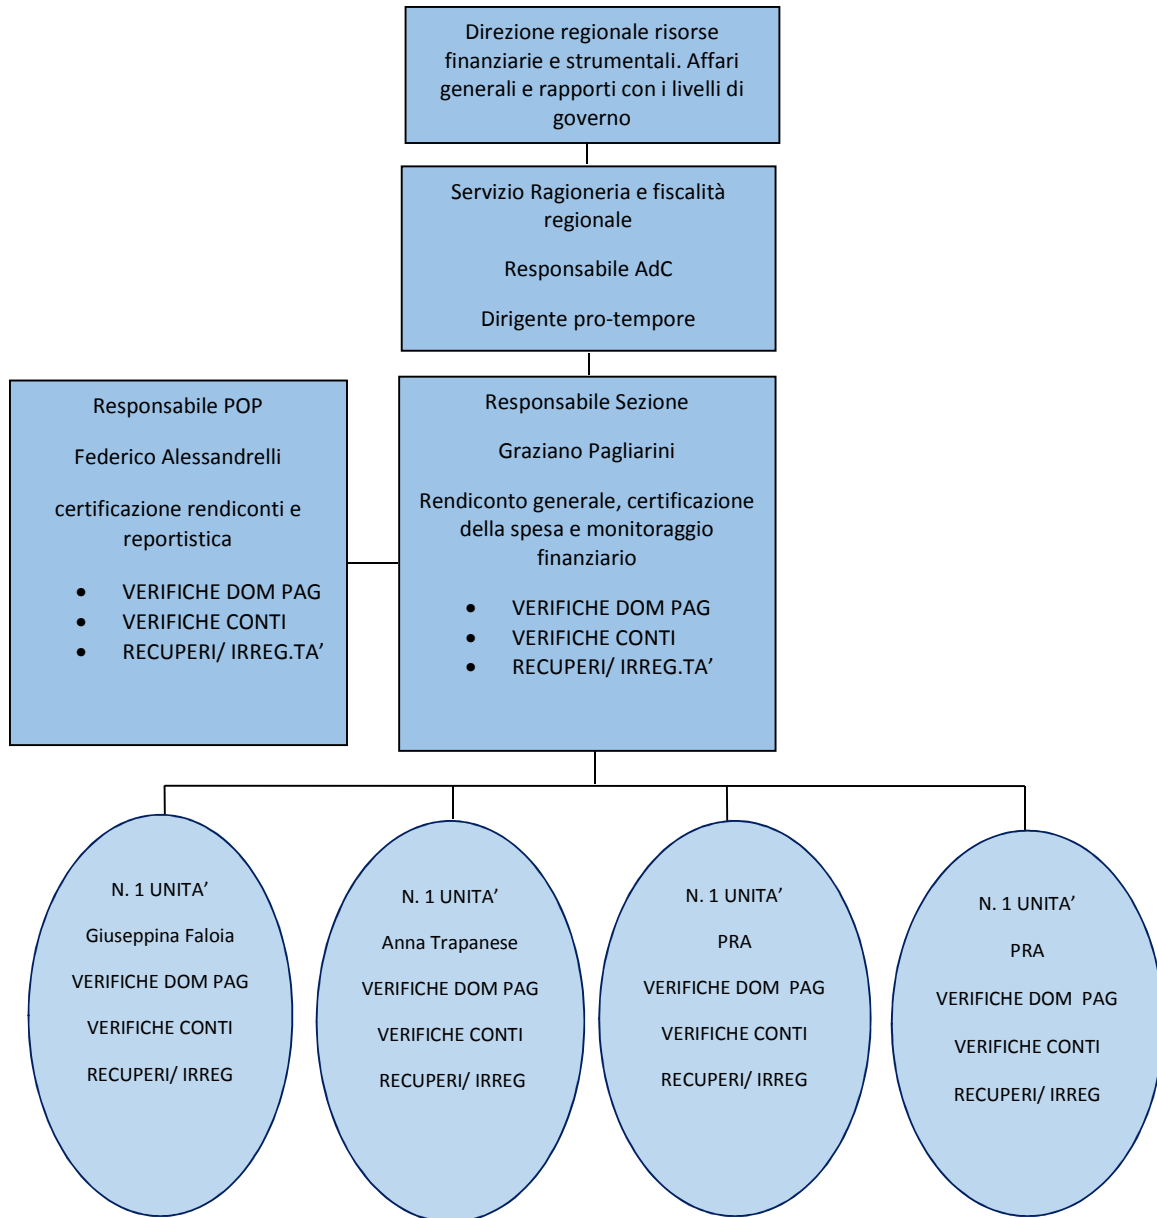 Direzione regionale risorse
finanziarie e strumentali. Affari
generali e rapporti con i livelli di
governo
Servizio Ragioneria e fiscalità
regionale
Responsabile AdC
Dirigente pro-tempore
Responsabile POP
Federico Alessandrelli
certificazione rendiconti e
reportistica
• VERIFICHE DOM PAG
• VERIFICHE CONTI
• RECUPERI/ IRREG.TA’
Responsabile Sezione
Graziano Pagliarini
Rendiconto generale, certificazione
della spesa e monitoraggio
finanziario
• VERIFICHE DOM PAG
• VERIFICHE CONTI
• RECUPERI/ IRREG.TA’
N. 1 UNITA’
Giuseppina Faloia
VERIFICHE DOM PAG
VERIFICHE CONTI
RECUPERI/ IRREG
N. 1 UNITA’
Anna Trapanese
VERIFICHE DOM PAG
VERIFICHE CONTI
RECUPERI/ IRREG
N. 1 UNITA’
PRA
VERIFICHE DOM  PAG
VERIFICHE CONTI
RECUPERI/ IRREG
N. 1 UNITA’
PRA
VERIFICHE DOM  PAG
VERIFICHE CONTI
RECUPERI/ IRREG